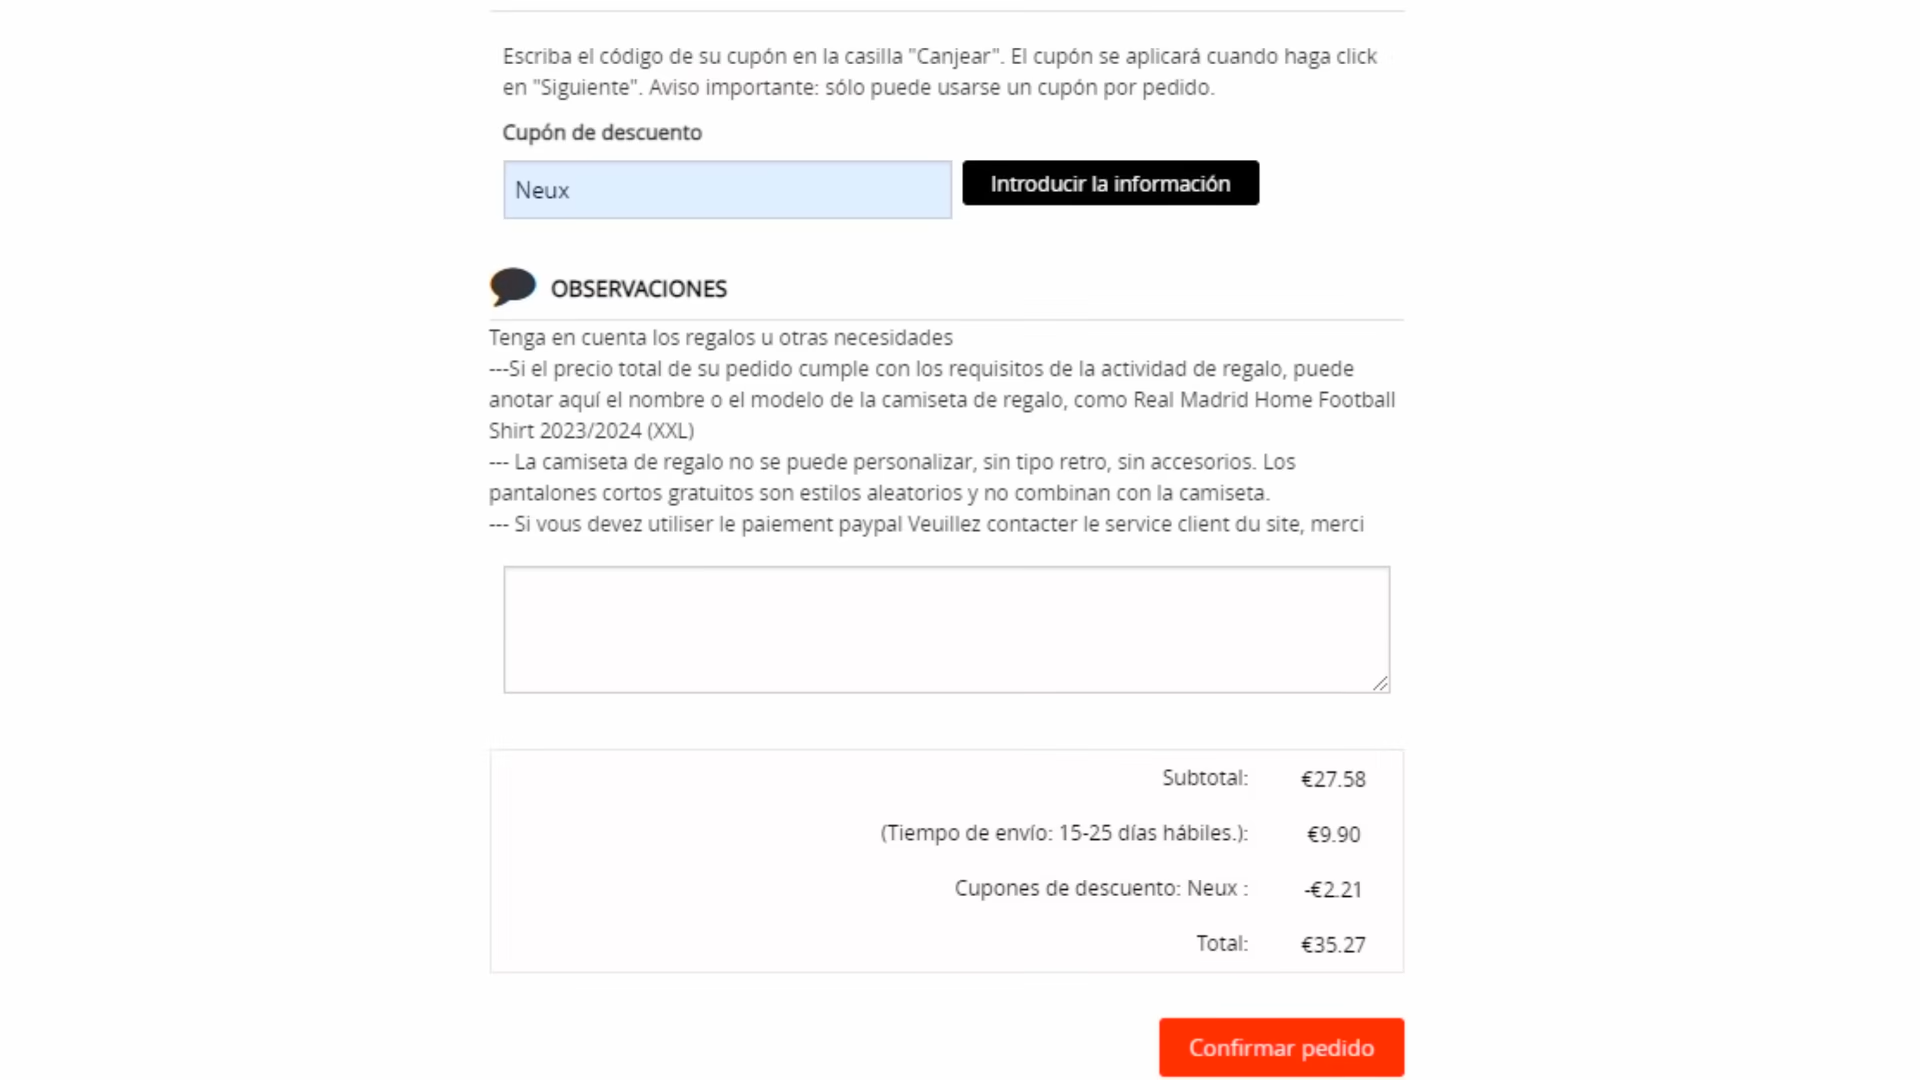 Escriba el código de su cupón en la casilla "Canjear". El cupón se aplicará cuando haga click
en "Siguiente". Aviso importante: sólo puede usarse un cupón por pedido.
Cupón de descuento
Neux
Introducir la información
OBSERVACIONES
Tenga en cuenta los regalos u otras necesidades
---Si el precio total de su pedido cumple con los requisitos de la actividad de regalo, puede
anotar aquí el nombre o el modelo de la camiseta de regalo, como Real Madrid Home Football
Shirt 2023/2024 (XXL)
--- La camiseta de regalo no se puede personalizar, sin tipo retro, sin accesorios. Los
pantalones cortos gratuitos son estilos aleatorios y no combinan con la camiseta.
--- Si vous devez utiliser le paiement paypal Veuillez contacter le service client du site, merci
Subtotal: €27.58
(Tiempo de envío: 15-25 días hábiles.): €9.90
Cupones de descuento: Neux : -€2.21
Total: €35.27
Confirmar pedido